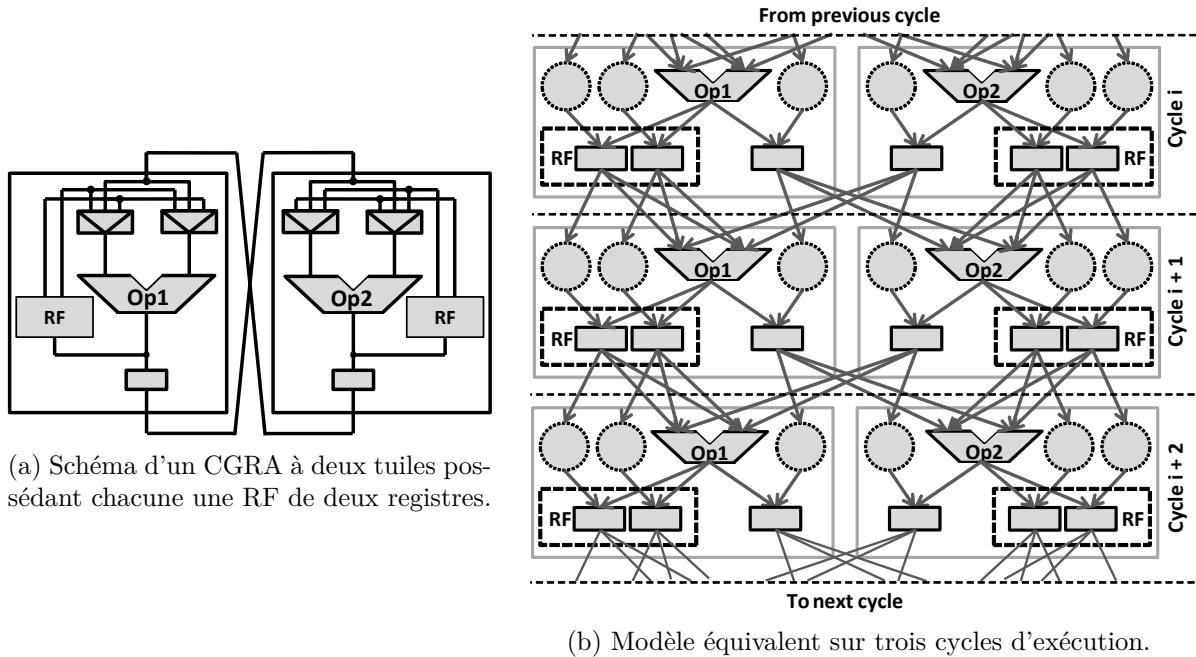 From previous cycle
Op1
Op2
RF
RF
Cycle i
Op1
Op2
RF
RF
Cycle i + 1
Op1
Op2
RF
RF
Cycle i + 2
To next cycle
Op1
Op2
RF
RF
(a) Schéma d'un CGRA à deux tuiles pos-
sédant chacune une RF de deux registres.
(b) Modèle équivalent sur trois cycles d'exécution.